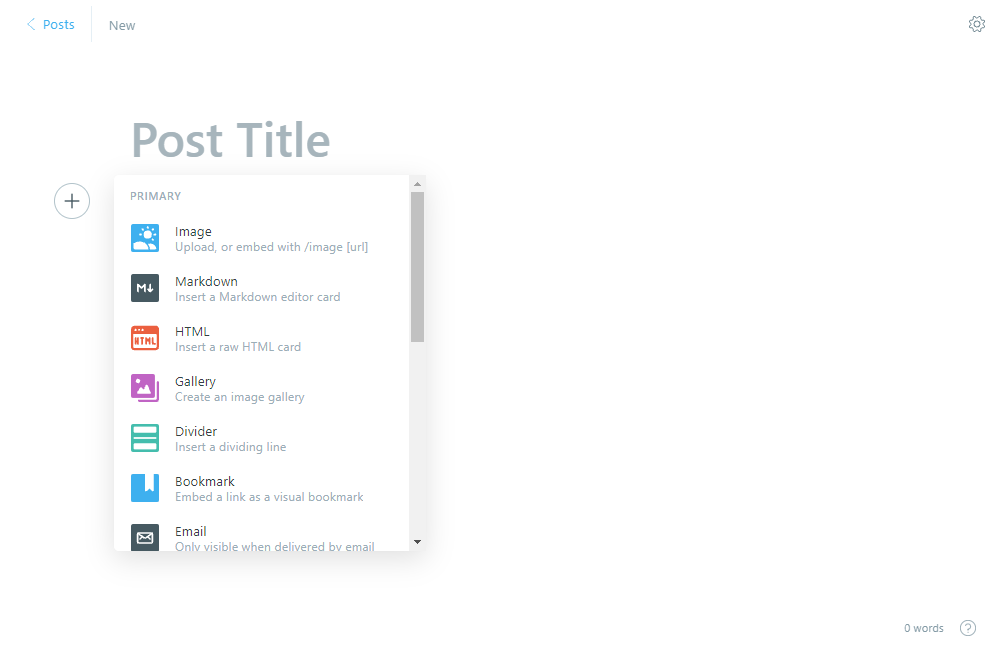 Posts
New
Post Title
PRIMARY
Image
Upload, or embed with /image [url]
M
Markdown
Insert a Markdown editor card
HTML
HTML
Insert a raw HTML card
Gallery
Create an image gallery
Divider
Insert a dividing line
Bookmark
Embed a link as a visual bookmark
Email
Only visible when delivered by email
0 words
?